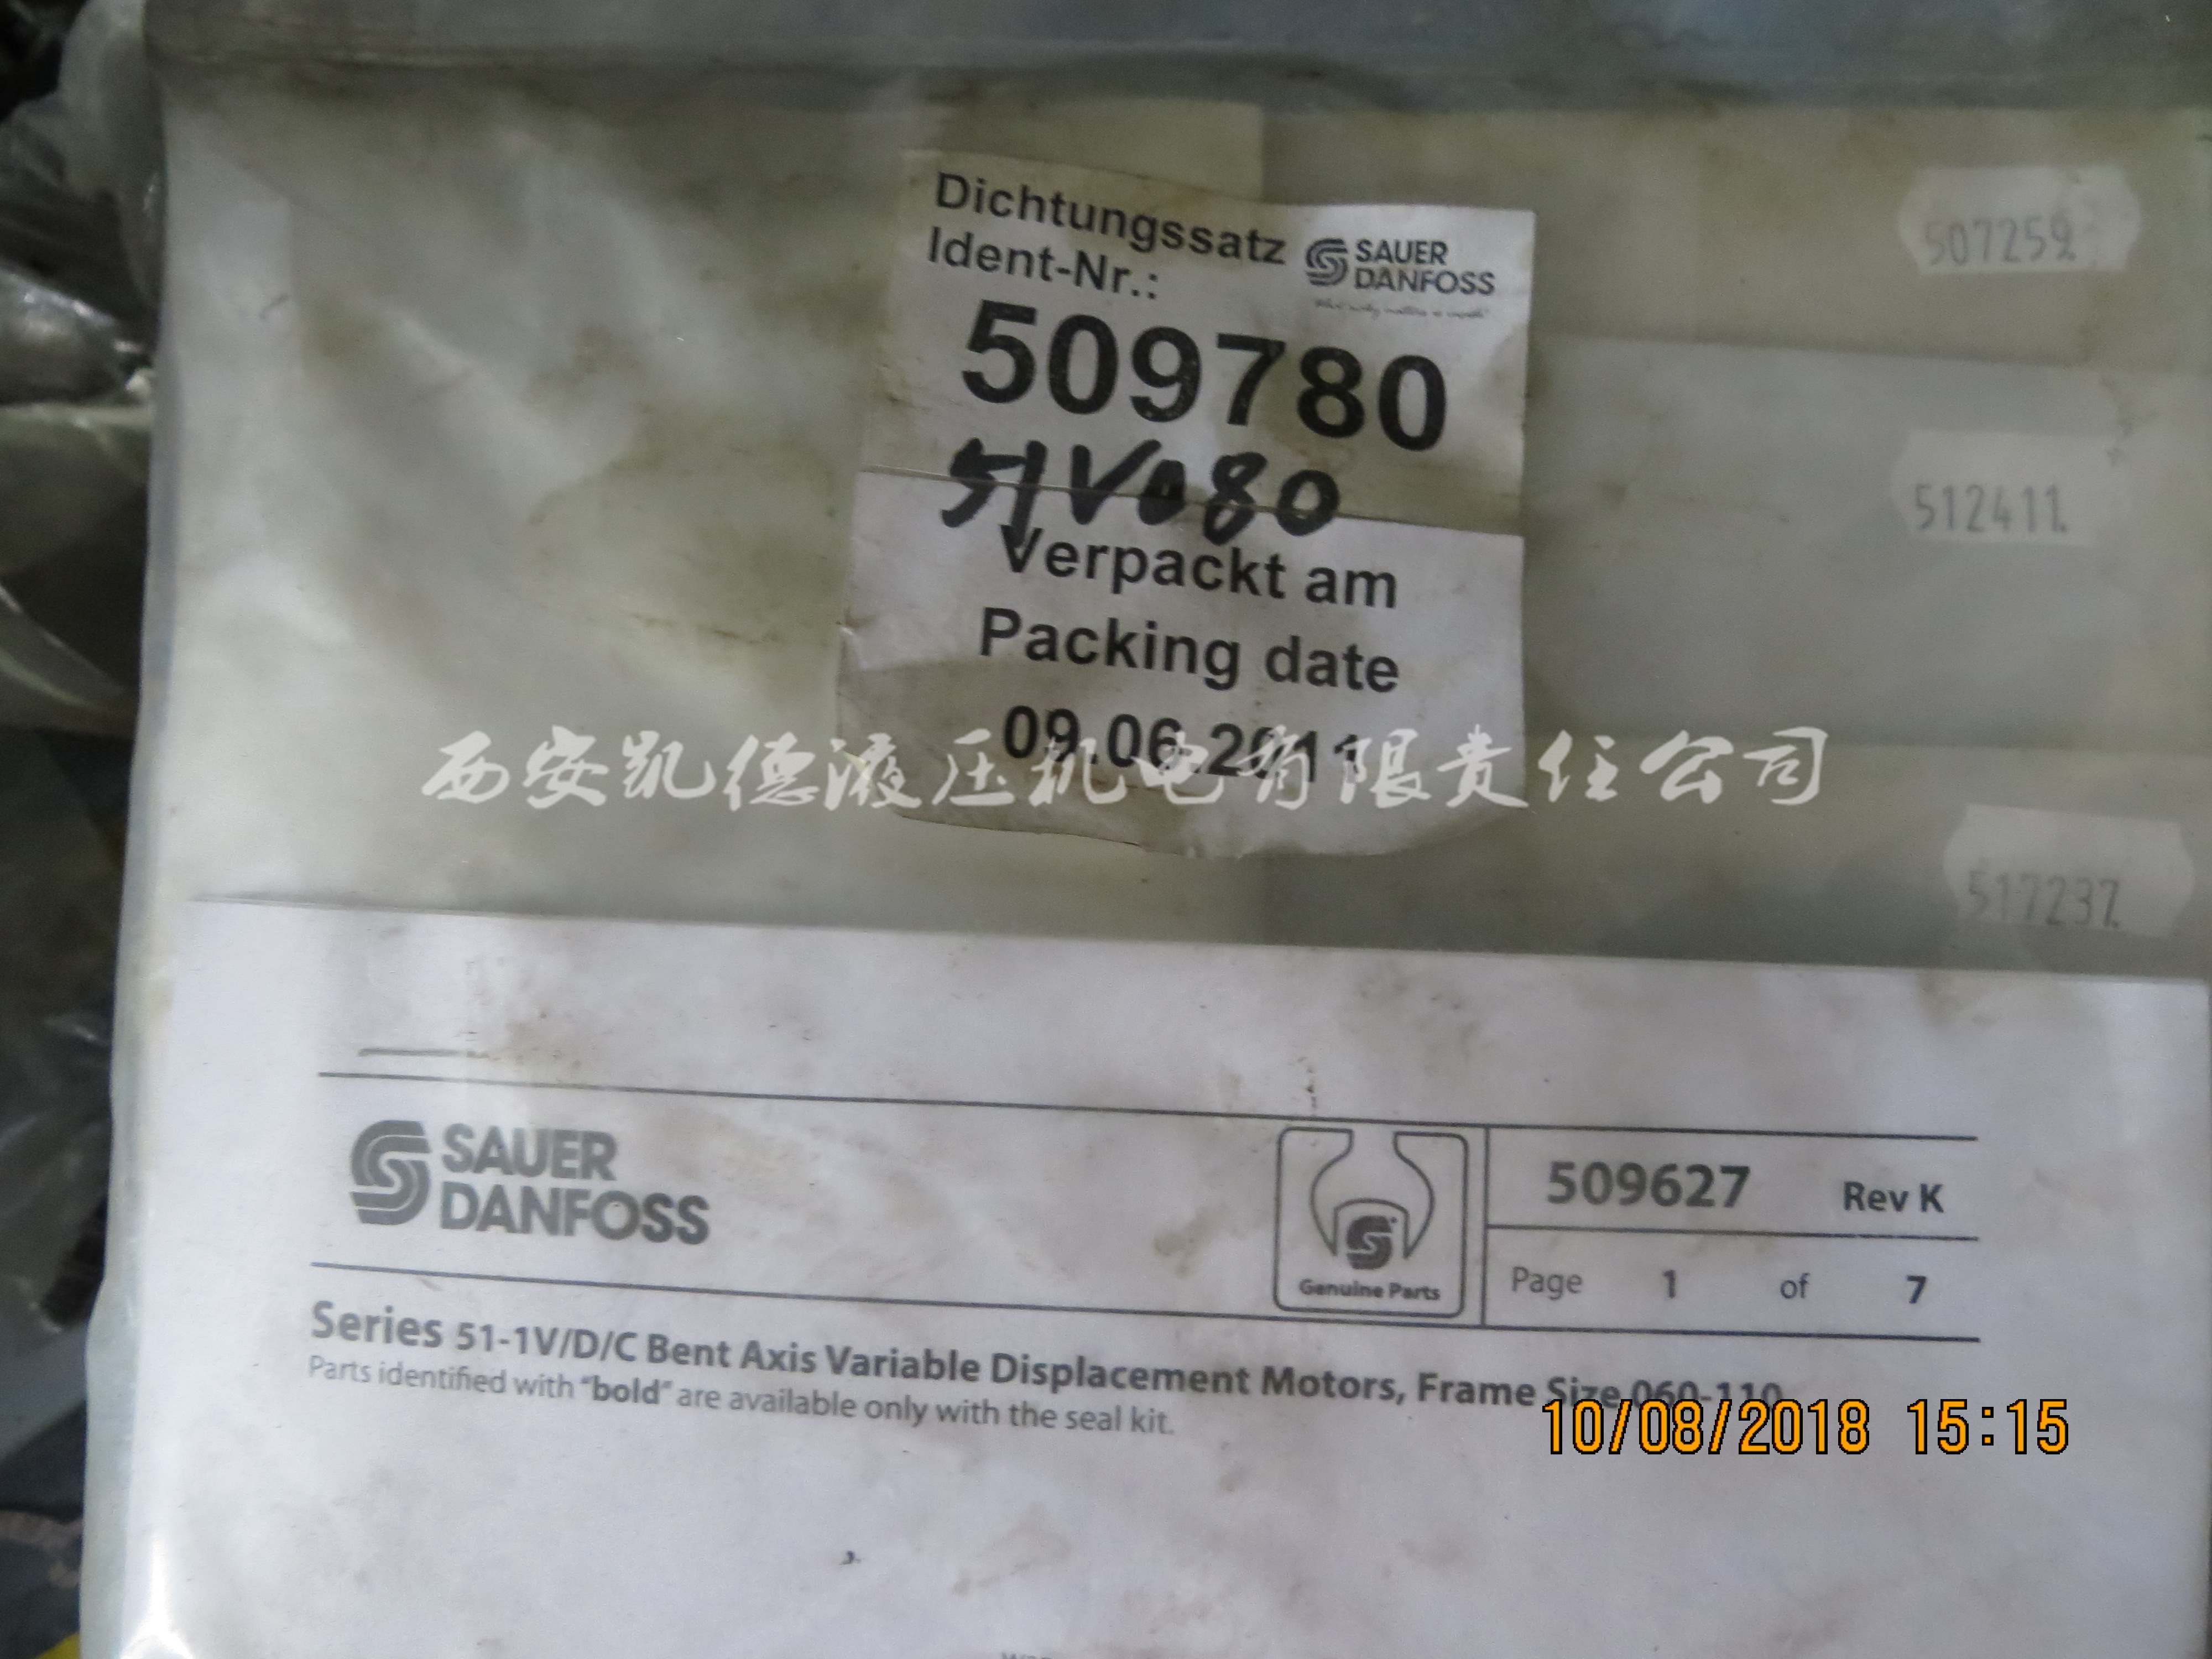 Dichtungssatz
Ident-Nr.:
SAUER
DANFOSS
509780
51V080
Verpackt am
Packing date
09.06.2011
507259
512411
517237
西安凯德液压机电有限责任公司
SAUER
DANFOSS
Genuine Parts
509627 Rev K
Page 1 of 7
Series 51-1V/D/C Bent Axis Variable Displacement Motors, Frame Size 060-110
Parts identified with "bold" are available only with the seal kit.
10/08/2018 15:15